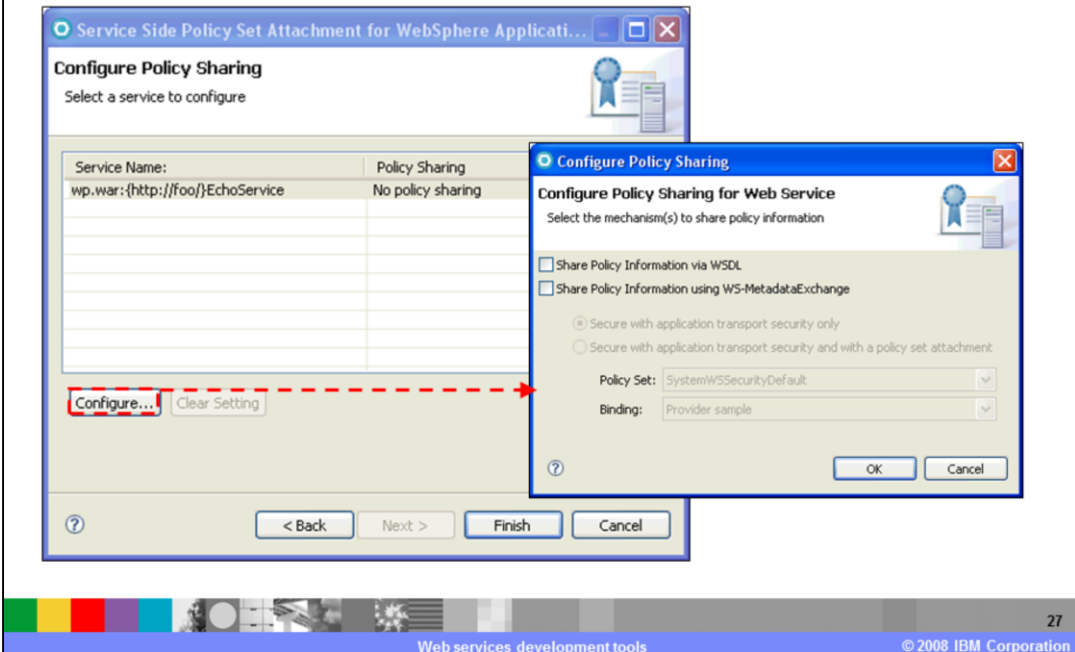 Service Side Policy Set Attachment for WebSphere Applicati...
Configure Policy Sharing
Select a service to configure
Service Name:
Policy Sharing
wp.war:{http://foo/}EchoService
No policy sharing
Configure...
Clear Setting
< Back
Next >
Finish
Cancel
Configure Policy Sharing
Configure Policy Sharing for Web Service
Select the mechanism(s) to share policy information
Share Policy Information via WSDL
Share Policy Information using WS-MetadataExchange
Secure with application transport security only
Secure with application transport security and with a policy set attachment
Policy Set: SystemWSSecurityDefault
Binding: Provider sample
OK
Cancel
27
Web services development tools
© 2008 IBM Corporation